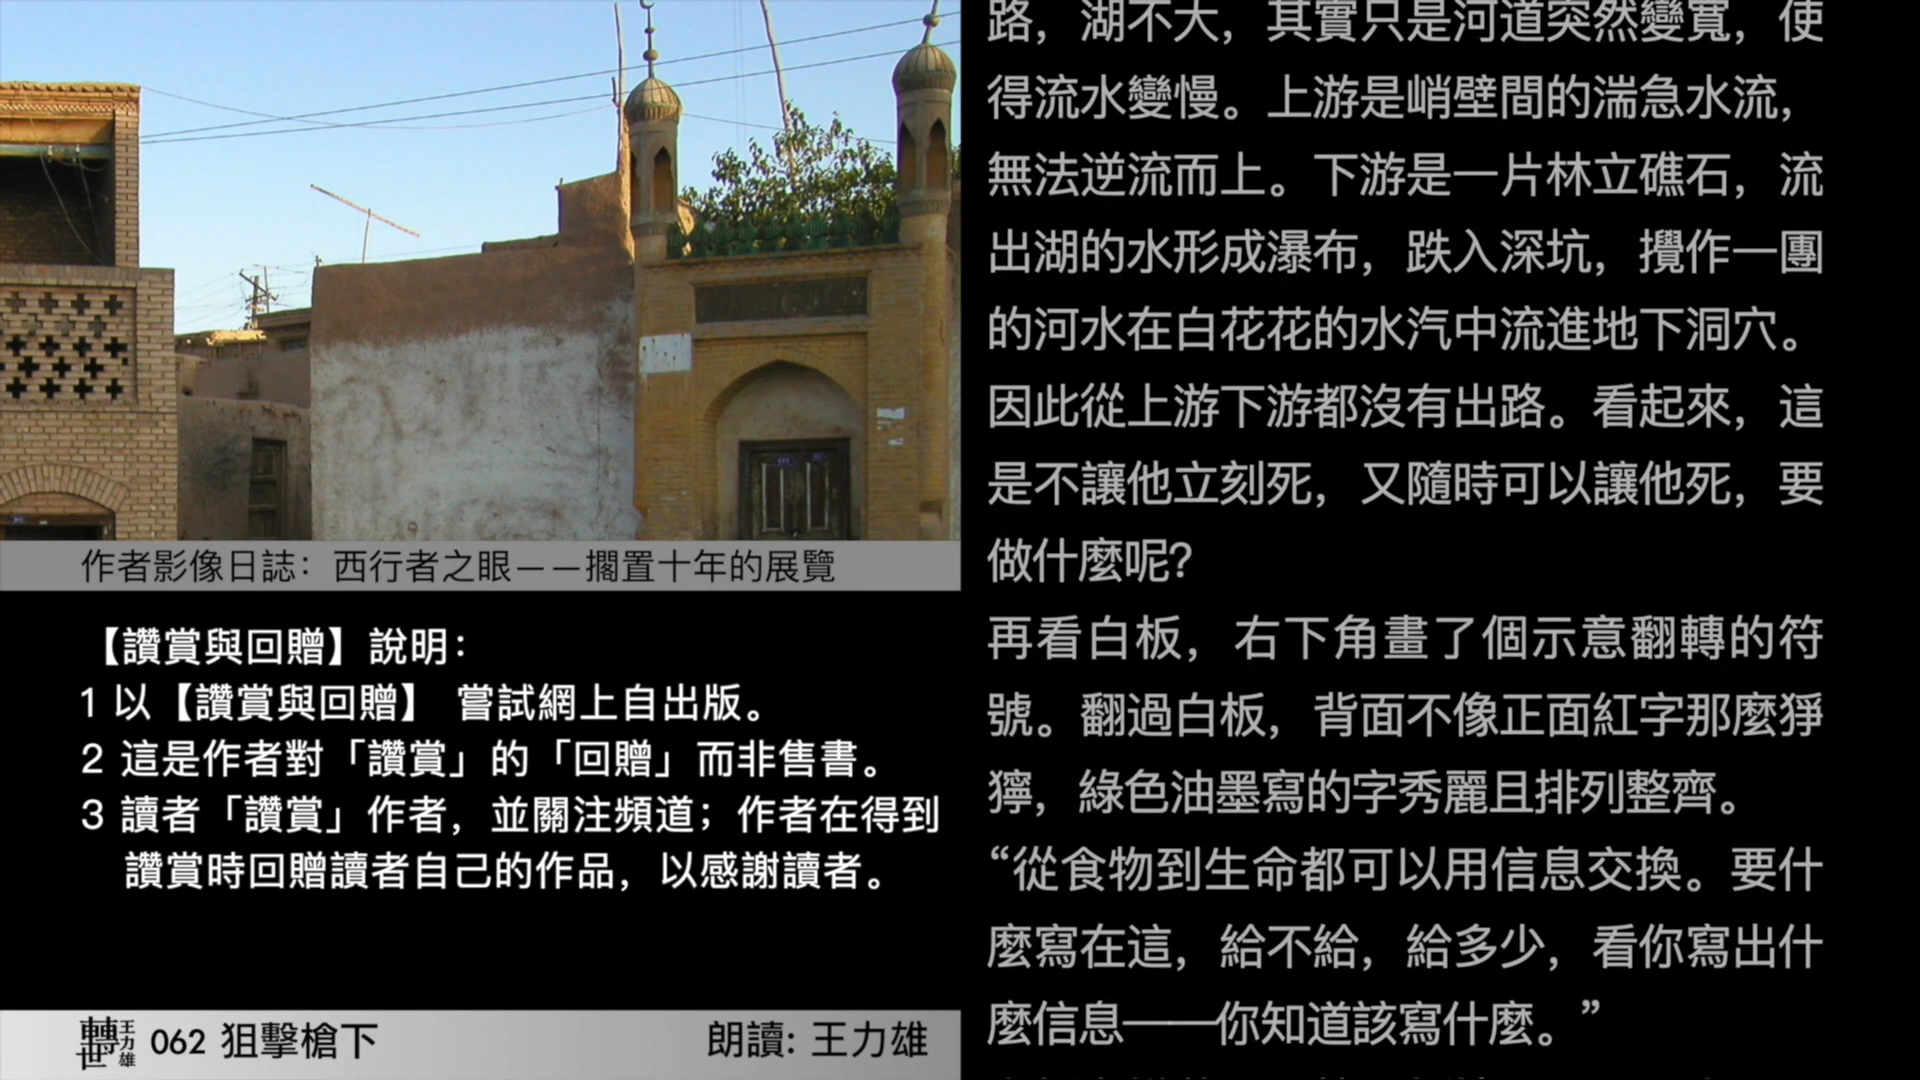 作者影像日誌：西行者之眼——擱置十年的展覽
【讚賞與回贈】說明：
1 以【讚賞與回贈】 嘗試網上自出版。
2 這是作者對「讚賞」的「回贈」而非售書。
3 讀者「讚賞」作者，並關注頻道；作者在得到
讚賞時回贈讀者自己的作品，以感謝讀者。
轉世 王力雄 062 狙擊槍下
朗讀：王力雄
路，湖不大，其實只是河道突然變寬，使
得流水變慢。上游是峭壁間的湍急水流，
無法逆流而上。下游是一片林立礁石，流
出湖的水形成瀑布，跌入深坑，攪作一團
的河水在白花花的水汽中流進地下洞穴。
因此從上游下游都沒有出路。看起來，這
是不讓他立刻死，又隨時可以讓他死，要
做什麼呢？
再看白板，右下角畫了個示意翻轉的符
號。翻過白板，背面不像正面紅字那麼猙
獰，綠色油墨寫的字秀麗且排列整齊。
“從食物到生命都可以用信息交換。要什
麼寫在這，給不給，給多少，看你寫出什
麼信息——你知道該寫什麼。”